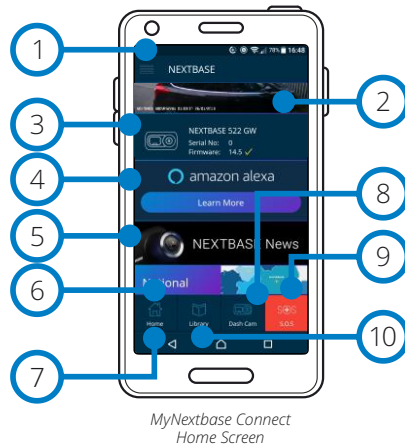 1
78% 16:48
NEXTBASE
2
3
NEXTBASE 522 GW
Serial No: 0
Firmware: 14.5
4
amazon alexa
Learn More
8
5
NEXTBASE News
9
National
6
Home Library Dash Cam SOS
S.O.S
7
10
MyNextbase Connect
Home Screen